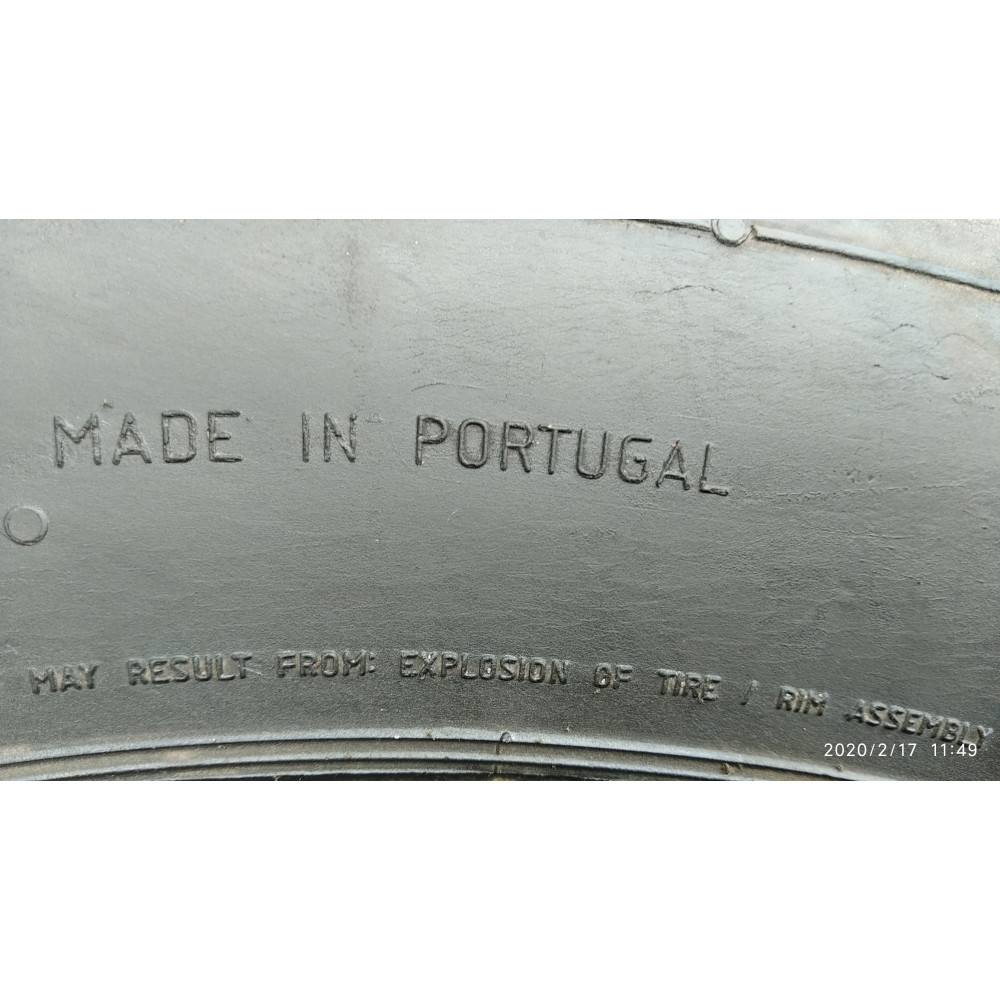 MADE IN PORTUGAL
MAY RESULT FROM: EXPLOSION OF TIRE / RIM ASSEMBLY
2020/2/17 11:49